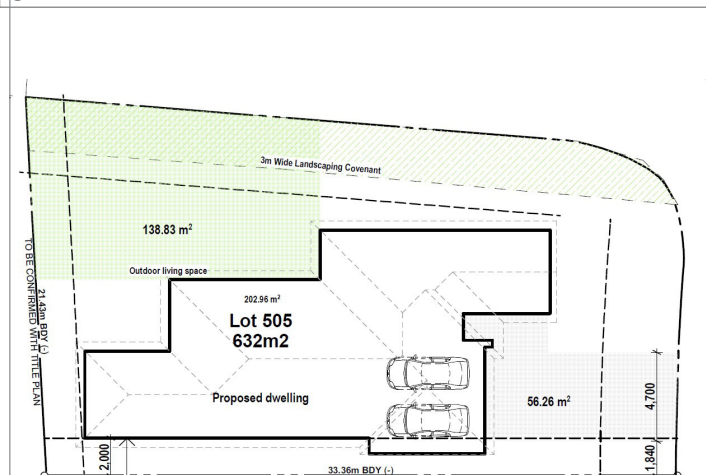 3m Wide Landscaping Covenant
138.83 m²
Outdoor living space
202.96 m²
Lot 505
632m2
Proposed dwelling
56.26 m²
21.43m BDY (-)
TO BE CONFIRMED WITH TITLE PLAN
4,700
1,840
2,000
33.36m BDY (-)